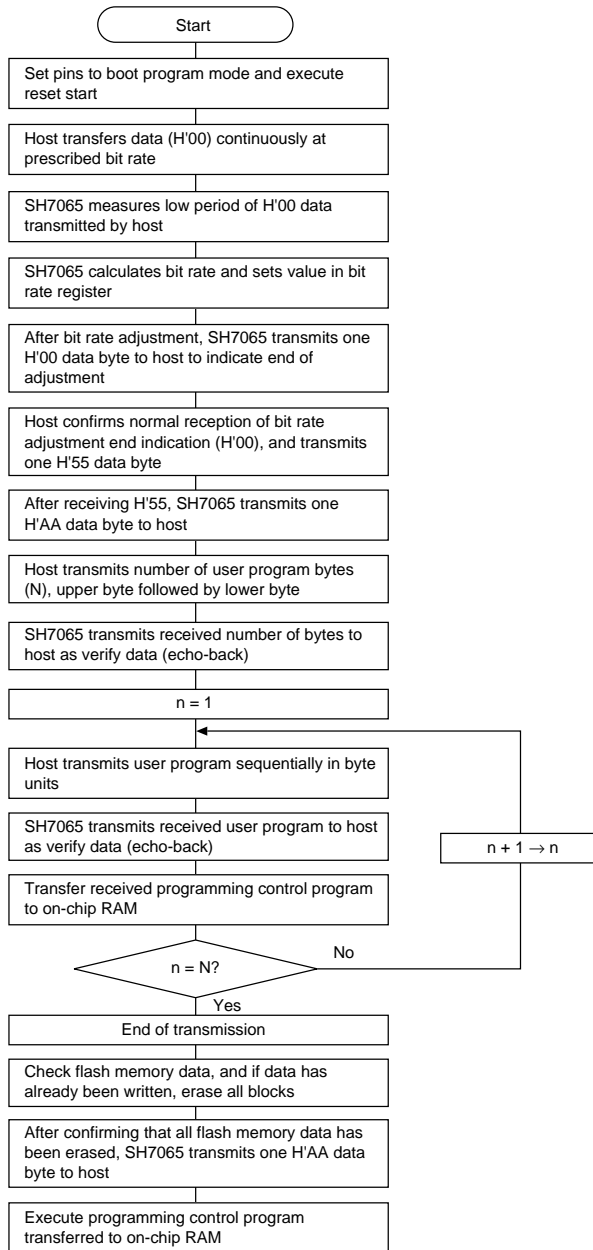 Start
Set pins to boot program mode and execute
reset start
Host transfers data (H'00) continuously at
prescribed bit rate
SH7065 measures low period of H'00 data
transmitted by host
SH7065 calculates bit rate and sets value in bit
rate register
After bit rate adjustment, SH7065 transmits one
H'00 data byte to host to indicate end of
adjustment
Host confirms normal reception of bit rate
adjustment end indication (H'00), and transmits
one H'55 data byte
After receiving H'55, SH7065 transmits one
H'AA data byte to host
Host transmits number of user program bytes
(N), upper byte followed by lower byte
SH7065 transmits received number of bytes to
host as verify data (echo-back)
n = 1
Host transmits user program sequentially in byte
units
SH7065 transmits received user program to host
as verify data (echo-back)
n + 1 → n
Transfer received programming control program
to on-chip RAM
n = N?
No
Yes
End of transmission
Check flash memory data, and if data has
already been written, erase all blocks
After confirming that all flash memory data has
been erased, SH7065 transmits one H'AA data
byte to host
Execute programming control program
transferred to on-chip RAM